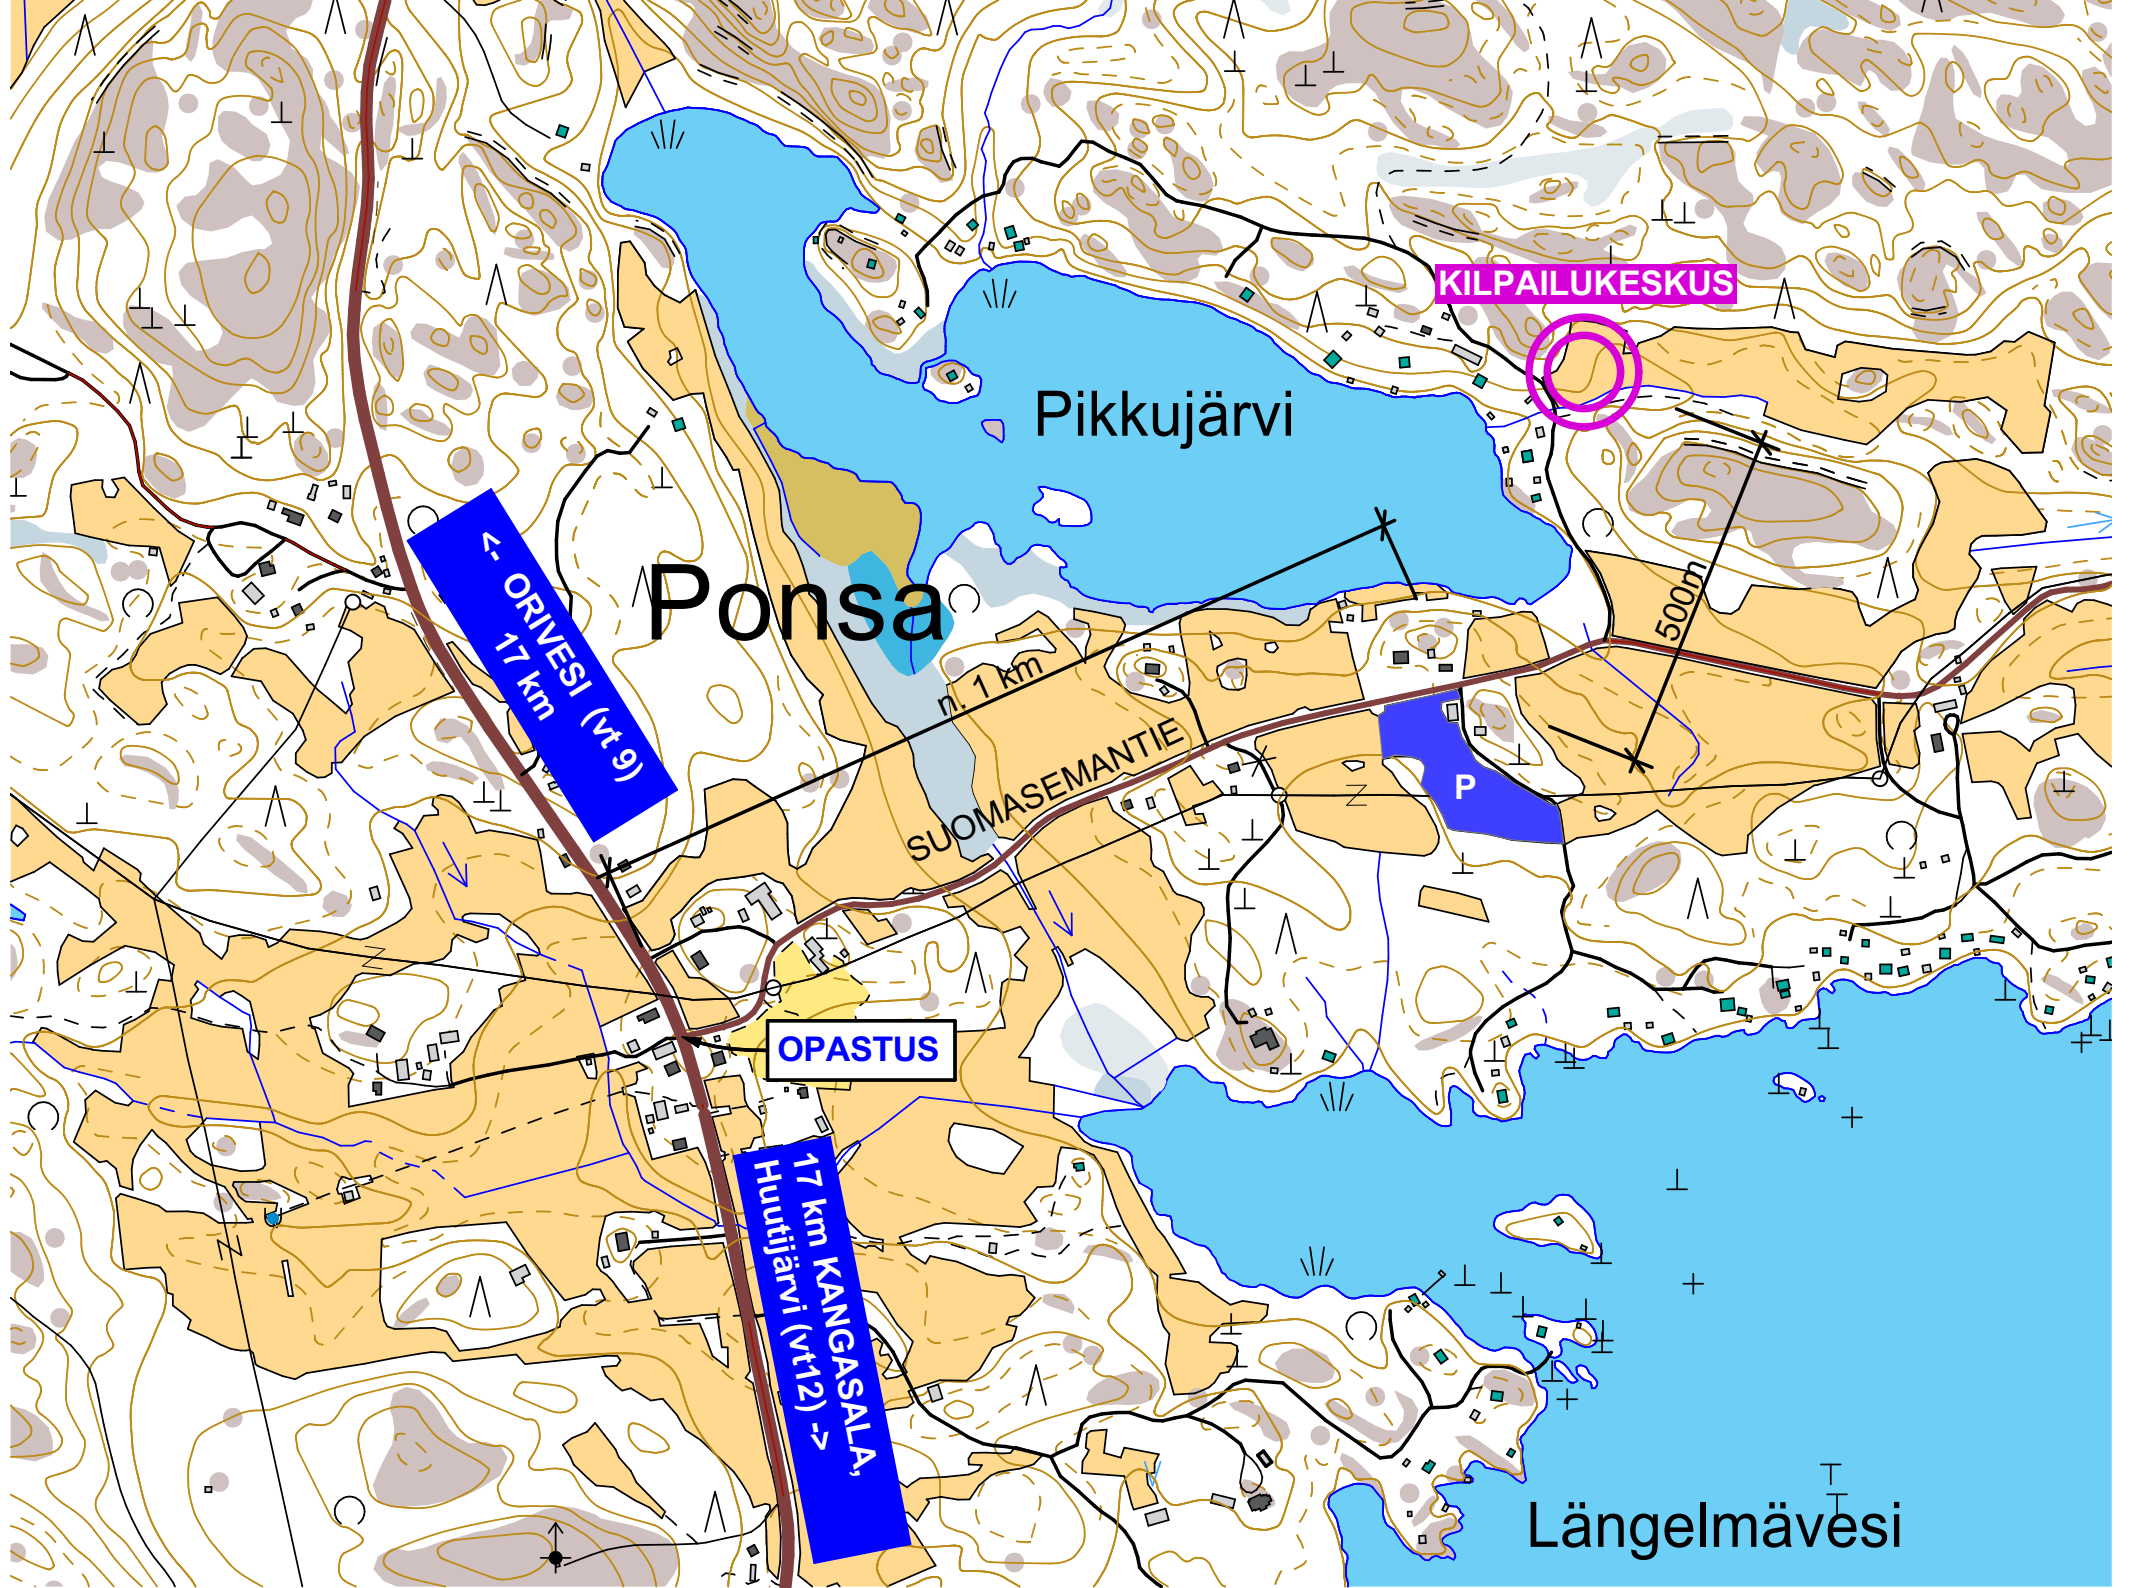 KILPAILUKESKUS
Pikkujärvi
<- ORIVESI (vt 9)
17 km
Ponsa
500m
n. 1 km
SUOMASEMANTIE
P
OPASTUS
17 km KANGASALA,
Huutijärvi (vt12) ->
Längelmävesi